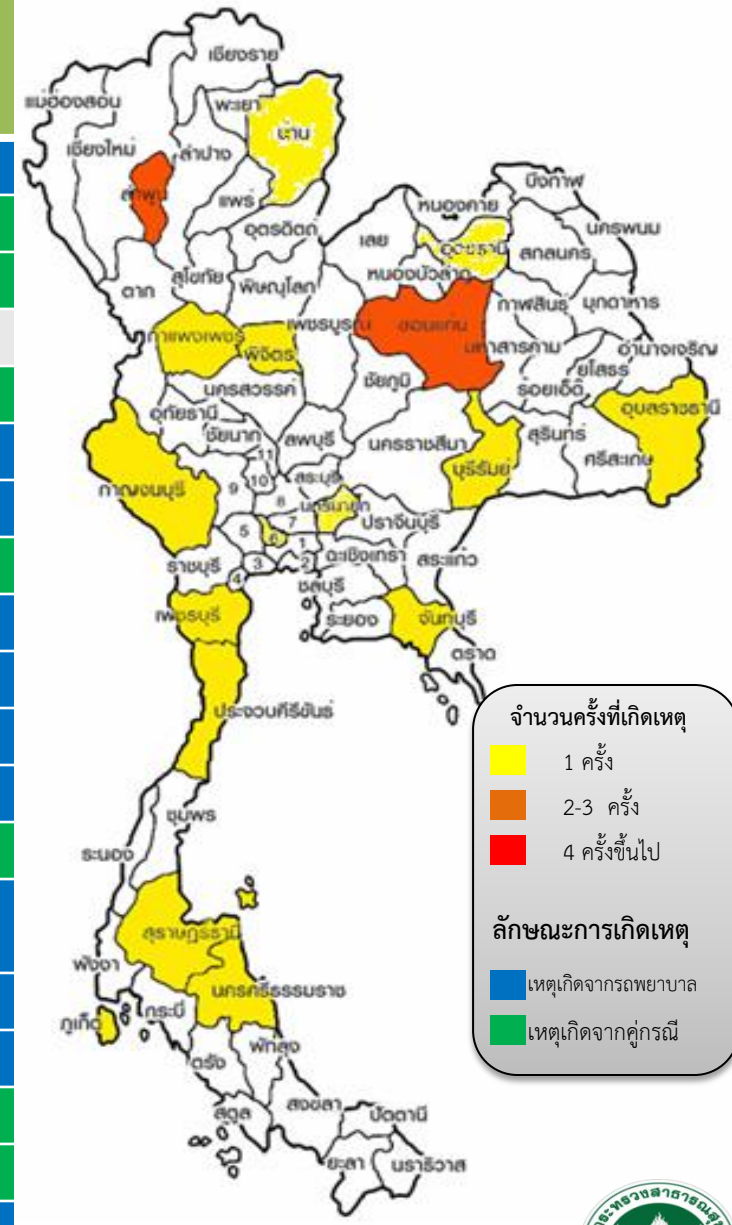 เชียงราย
แม่ฮ่องสอน
พะเยา
น่าน
เชียงใหม่
ลำปาง
ลำพูน
แพร่
อุตรดิตถ์
บึงกาฬ
หนองคาย
เลย
อุดรธานี
นครพนม
สกลนคร
หนองบัวลำภู
ตาก
สุโขทัย
พิษณุโลก
กำแพงเพชร
พิจิตร
เพชรบูรณ์
ขอนแก่น
กาฬสินธุ์
มุกดาหาร
มหาสารคาม
อำนาจเจริญ
ยโสธร
ร้อยเอ็ด
ชัยภูมิ
นครสวรรค์
อุทัยธานี
ชัยนาท
ลพบุรี
นครราชสีมา
บุรีรัมย์
สุรินทร์
ศรีสะเกษ
อุบลราชธานี
กาญจนบุรี
11
10
9
สระบุรี
8
นครนายก
7
ปราจีนบุรี
5
6
1
ฉะเชิงเทรา
สระแก้ว
ราชบุรี
4
3
2
ชลบุรี
เพชรบุรี
ระยอง
จันทบุรี
ตราด
ประจวบคีรีขันธ์
ชุมพร
ระนอง
สุราษฎร์ธานี
พังงา
นครศรีธรรมราช
ภูเก็ต
กระบี่
ตรัง
พัทลุง
สตูล
สงขลา
ปัตตานี
ยะลา
นราธิวาส
จำนวนครั้งที่เกิดเหตุ
1 ครั้ง
2-3 ครั้ง
4 ครั้งขึ้นไป
ลักษณะการเกิดเหตุ
เหตุเกิดจากรถพยาบาล
เหตุเกิดจากคู่กรณี
กระทรวงสาธารณสุข